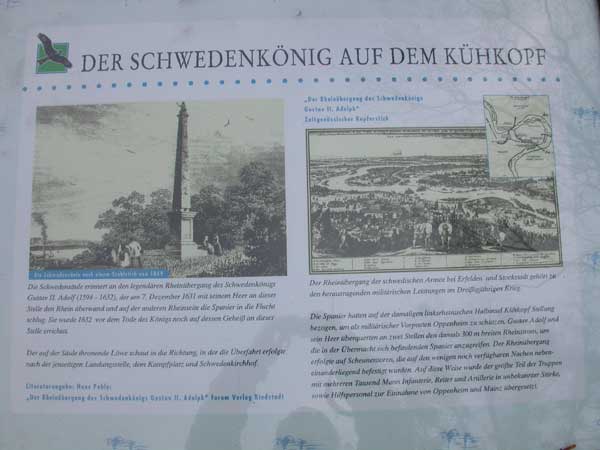 DER SCHWEDENKÖNIG AUF DEM KÜHKOPF
Die Schwedensäule nach einem Stahlstich von 1849
Die Schwedensäule erinnert an den legendären Rheinübergang des Schwedenkönigs
Gustav II. Adolf (1594 - 1632), der am 7. Dezember 1631 mit seinem Heer an dieser
Stelle den Rhein überwand und auf der anderen Rheinseite die Spanier in die Flucht
schlug. Sie wurde 1632 vor dem Tode des Königs noch auf dessen Geheiß an dieser
Stelle errichtet.
Der auf der Säule thronende Löwe schaut in die Richtung, in der die Überfahrt erfolgte
nach der jenseitigen Landungsstelle, dem Kampfplatz und Schwedenkirchhof.
Literaturangabe: Hans Pehle:
„Der Rheinübergang des Schwedenkönigs Gustav II. Adolph" Forum Verlag Riedstadt
„Der Rheinübergang des Schwedenkönigs
Gustav II. Adolph"
Zeitgenössischer Kupferstich
Der Rheinübergang der schwedischen Armee bei Erfelden und Stockstadt gehört zu
den herausragenden militärischen Leistungen im Dreißigjährigen Krieg.
Die Spanier hatten auf der damaligen linksrheinischen Halbinsel Kühkopf Stellung
bezogen, um als militärischer Vorposten Oppenheim zu schützen. Gustav Adolf und
sein Heer überquerten an zwei Stellen den damals 300 m breiten Rheinstrom, um
die in der Überzahl sich befindenden Spanier anzugreifen. Der Rheinübergang
erfolgte auf Scheunentoren, die auf den wenigen noch verfügbaren Nachen neben-
einanderliegend befestigt wurden. Auf diese Weise wurde der größte Teil der Truppen
mit mehreren Tausend Mann Infanterie, Reiter und Artillerie in unbekannter Stärke,
sowie Hilfspersonal zur Einnahme von Oppenheim und Mainz übergesetzt.